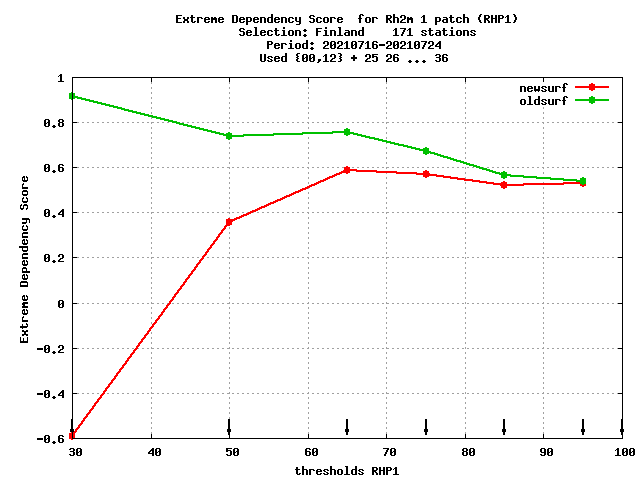 Extreme Dependency Score  for Rh2m 1 patch (RHP1)
Selection: Finland    171 stations
Period: 20210716-20210724
Used {00,12} + 25 26 ... 36
newsurf
oldsurf
1
0.8
0.6
0.4
0.2
0
-0.2
-0.4
-0.6
Extreme Dependency Score
30 40 50 60 70 80 90 100
thresholds RHP1